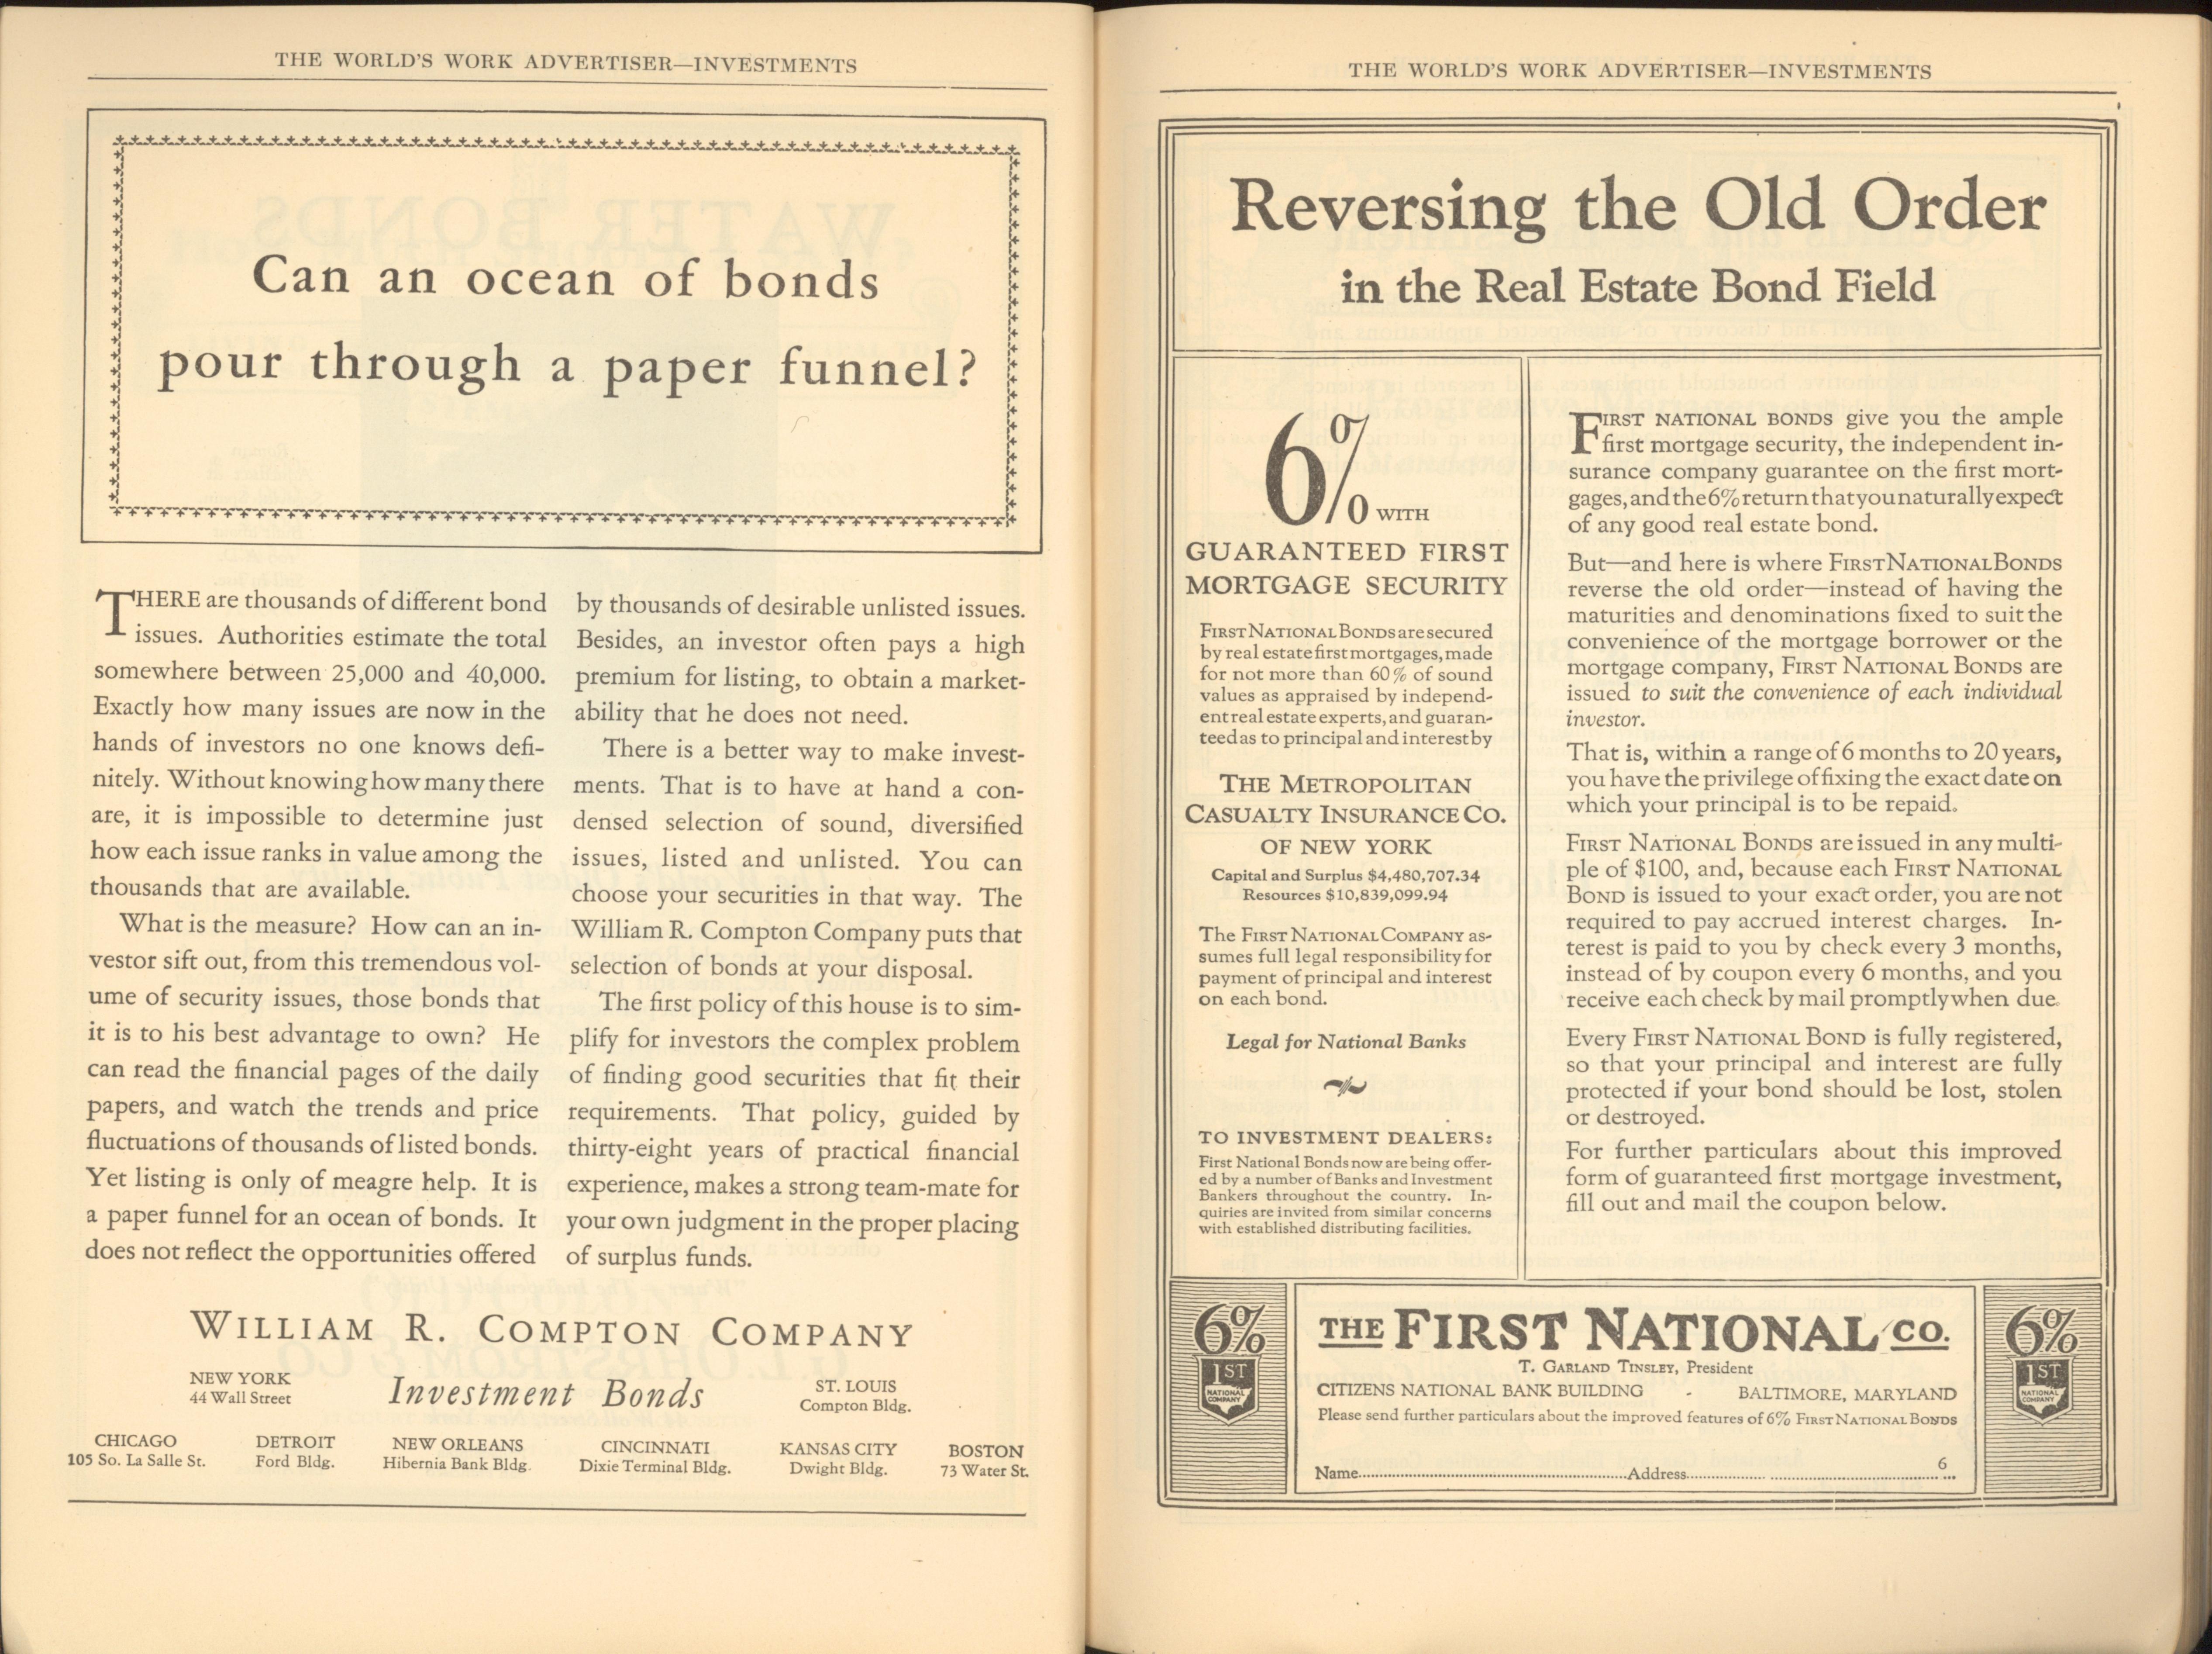 THE WORLD'S WORK ADVERTISER—INVESTMENTS
Can an ocean of bonds
pour through a paper funnel?
THERE are thousands of different bond
issues. Authorities estimate the total
somewhere between 25,000 and 40,000.
Exactly how many issues are now in the
hands of investors no one knows defi-
nitely. Without knowing how many there
are, it is impossible to determine just
how each issue ranks in value among the
thousands that are available.
What is the measure? How can an in-
vestor sift out, from this tremendous vol-
ume of security issues, those bonds that
it is to his best advantage to own? He
can read the financial pages of the daily
papers, and watch the trends and price
fluctuations of thousands of listed bonds.
Yet listing is only of meagre help. It is
a paper funnel for an ocean of bonds. It
does not reflect the opportunities offered
by thousands of desirable unlisted issues.
Besides, an investor often pays a high
premium for listing, to obtain a market-
ability that he does not need.
There is a better way to make invest-
ments. That is to have at hand a con-
densed selection of sound, diversified
issues, listed and unlisted. You can
choose your securities in that way. The
William R. Compton Company puts that
selection of bonds at your disposal.
The first policy of this house is to sim-
plify for investors the complex problem
of finding good securities that fit their
requirements. That policy, guided by
thirty-eight years of practical financial
experience, makes a strong team-mate for
your own judgment in the proper placing
of surplus funds.
WILLIAM R. COMPTON COMPANY
NEW YORK
44 Wall Street
Investment Bonds
ST. LOUIS
Compton Bldg.
CHICAGO
105 So. La Salle St.
DETROIT
Ford Bldg.
NEW ORLEANS
Hibernia Bank Bldg.
CINCINNATI
Dixie Terminal Bldg.
KANSAS CITY
Dwight Bldg.
BOSTON
73 Water St.
THE WORLD'S WORK ADVERTISER—INVESTMENTS
Reversing the Old Order
in the Real Estate Bond Field
6% WITH
GUARANTEED FIRST
MORTGAGE SECURITY
FIRST NATIONAL BONDS are secured
by real estate first mortgages, made
for not more than 60% of sound
values as appraised by independ-
ent real estate experts, and guaran-
teed as to principal and interest by
THE METROPOLITAN
CASUALTY INSURANCE CO.
OF NEW YORK
Capital and Surplus $4,480,707.34
Resources $10,839,099.94
The FIRST NATIONAL COMPANY as-
sumes full legal responsibility for
payment of principal and interest
on each bond.
Legal for National Banks
TO INVESTMENT DEALERS:
First National Bonds now are being offer-
ed by a number of Banks and Investment
Bankers throughout the country. In-
quiries are invited from similar concerns
with established distributing facilities.
FIRST NATIONAL BONDS give you the ample
first mortgage security, the independent in-
surance company guarantee on the first mort-
gages, and the 6% return that you naturally expect
of any good real estate bond.
But—and here is where FIRST NATIONAL BONDS
reverse the old order—instead of having the
maturities and denominations fixed to suit the
convenience of the mortgage borrower or the
mortgage company, FIRST NATIONAL BONDS are
issued to suit the convenience of each individual
investor.
That is, within a range of 6 months to 20 years,
you have the privilege of fixing the exact date on
which your principal is to be repaid.
FIRST NATIONAL BONDS are issued in any multi-
ple of $100, and, because each FIRST NATIONAL
BOND is issued to your exact order, you are not
required to pay accrued interest charges. In-
terest is paid to you by check every 3 months,
instead of by coupon every 6 months, and you
receive each check by mail promptly when due.
Every FIRST NATIONAL BOND is fully registered,
so that your principal and interest are fully
protected if your bond should be lost, stolen
or destroyed.
For further particulars about this improved
form of guaranteed first mortgage investment,
fill out and mail the coupon below.
6%
1ST
NATIONAL
COMPANY
THE FIRST NATIONAL CO.
T. GARLAND TINSLEY, President
CITIZENS NATIONAL BANK BUILDING - BALTIMORE, MARYLAND
Please send further particulars about the improved features of 6% FIRST NATIONAL BONDS
6
Name.....Address.....
6%
1ST
NATIONAL
COMPANY